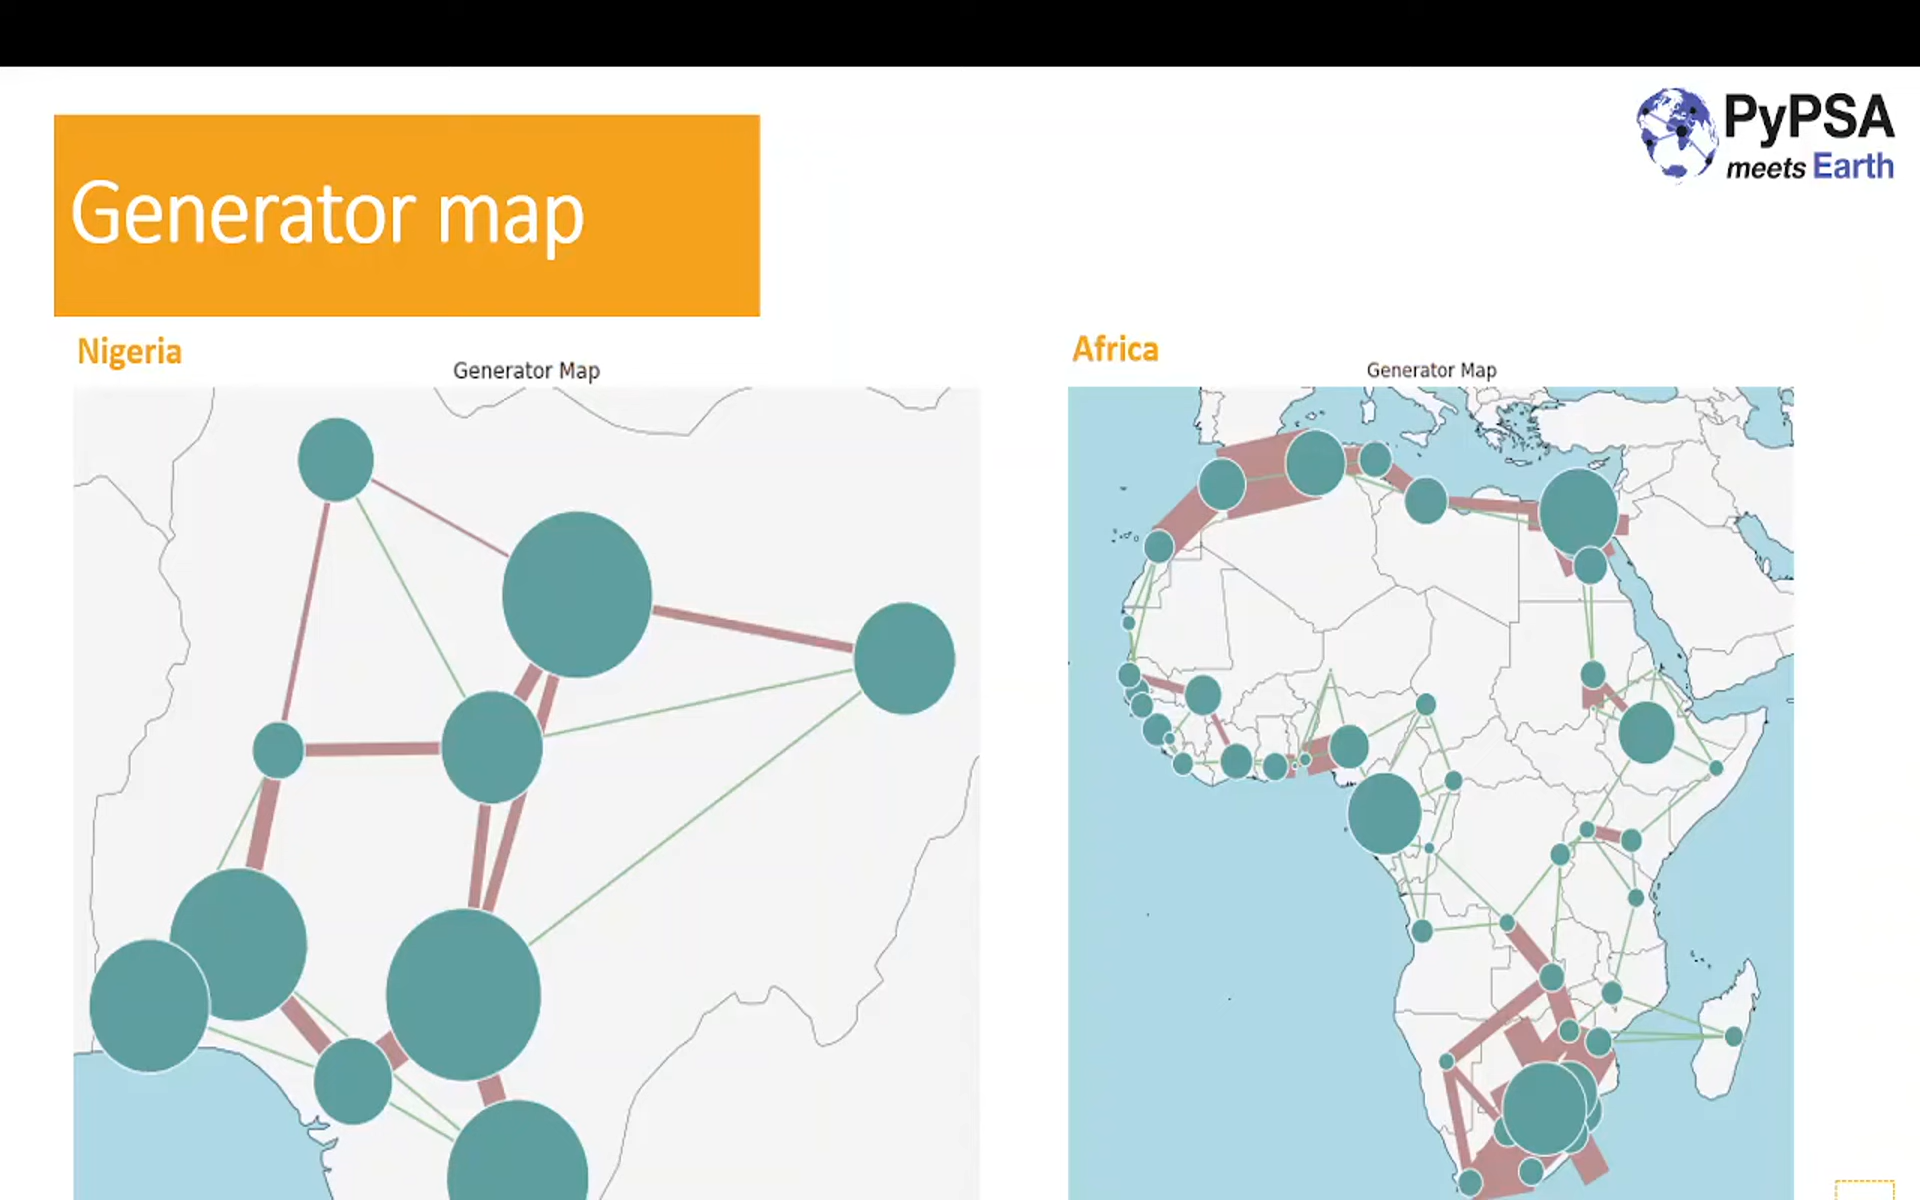 PyPSA
meets Earth
Generator map
Nigeria
Generator Map
Africa
Generator Map